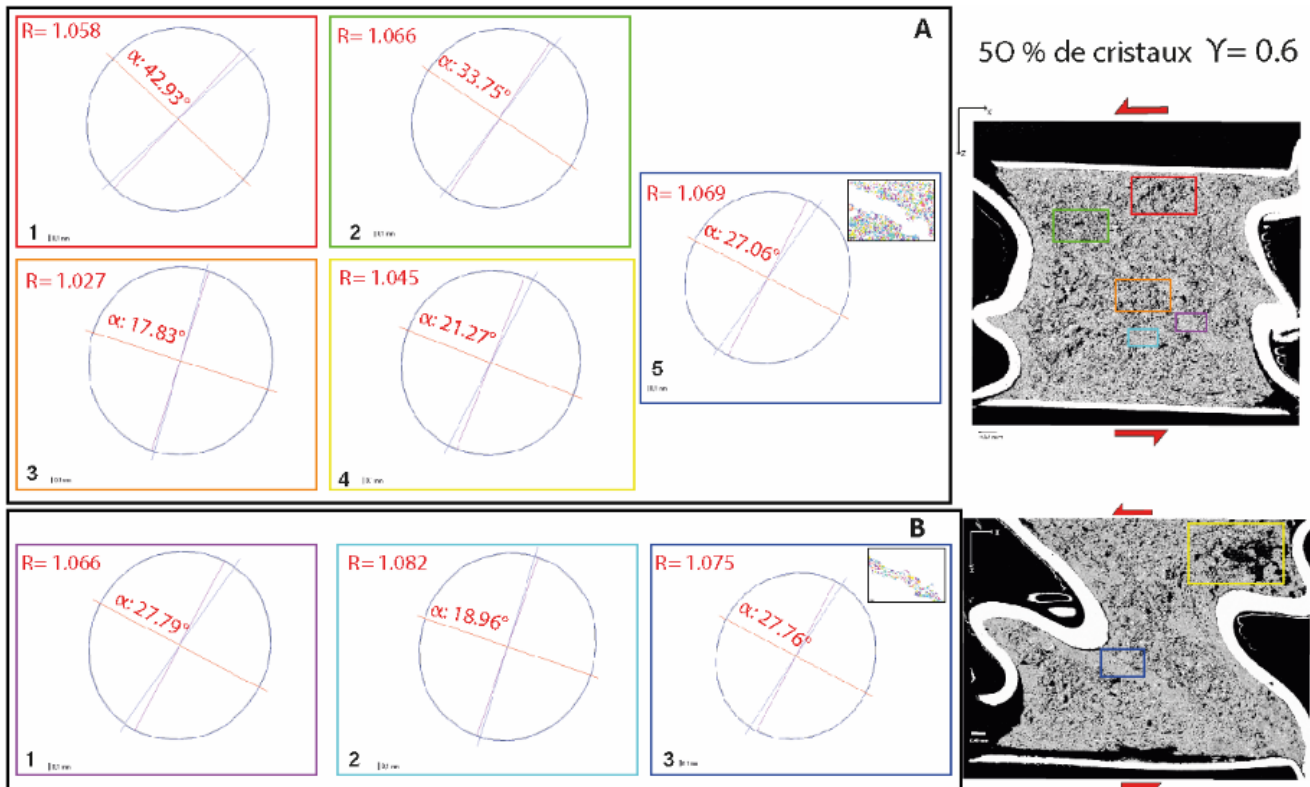 A
50 % de cristaux ϒ= 0.6
R= 1.058
α: 42.93°
1
R= 1.066
α: 33.75°
2
R= 1.069
α: 27.06°
5
R= 1.027
α: 17.83°
3
R= 1.045
α: 21.27°
4
B
R= 1.066
α: 27.79°
1
R= 1.082
α: 18.96°
2
R= 1.075
α: 27.76°
3